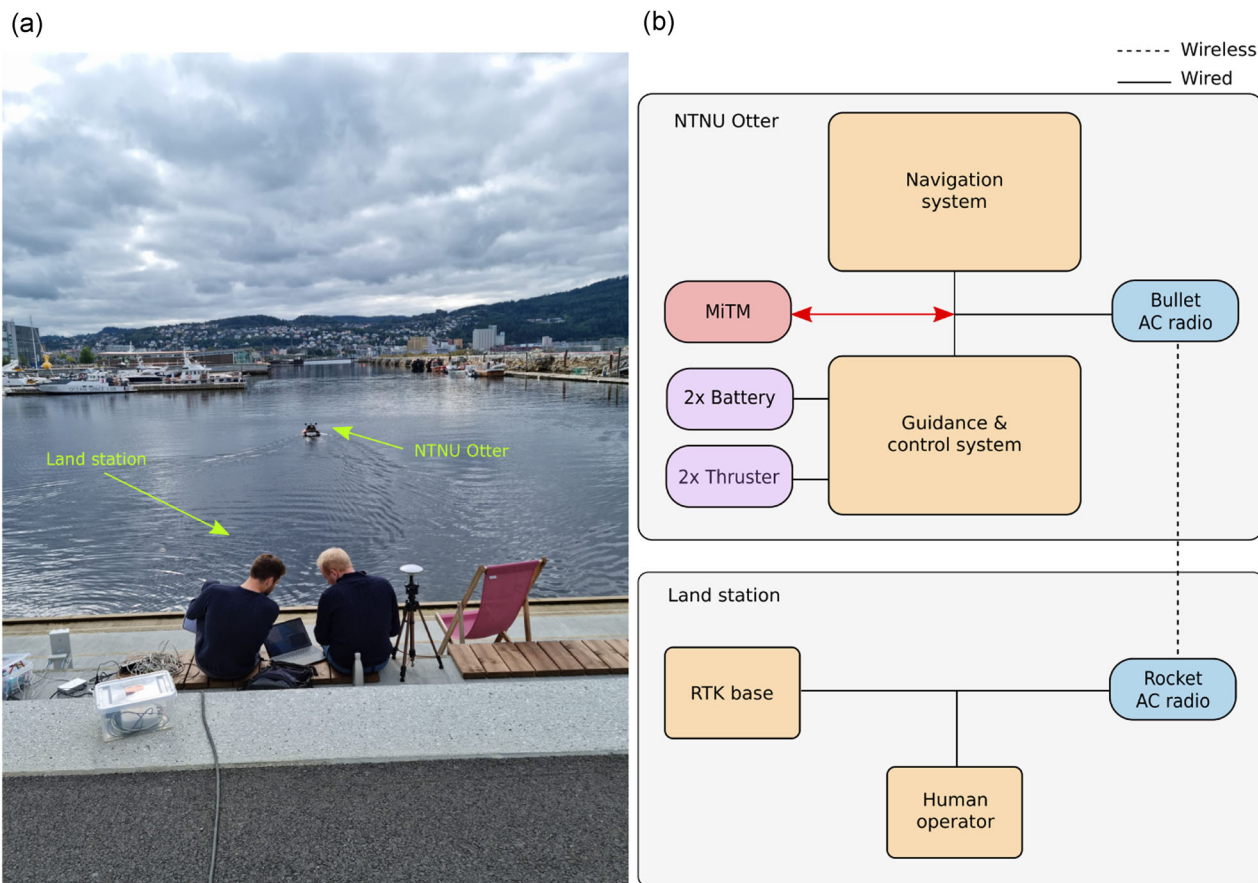 (a)
Land station
NTNU Otter
(b)
Wireless
Wired
NTNU Otter
Navigation
system
MiTM
Bullet
AC radio
2x Battery
Guidance &
control system
2x Thruster
Land station
RTK base
Rocket
AC radio
Human
operator